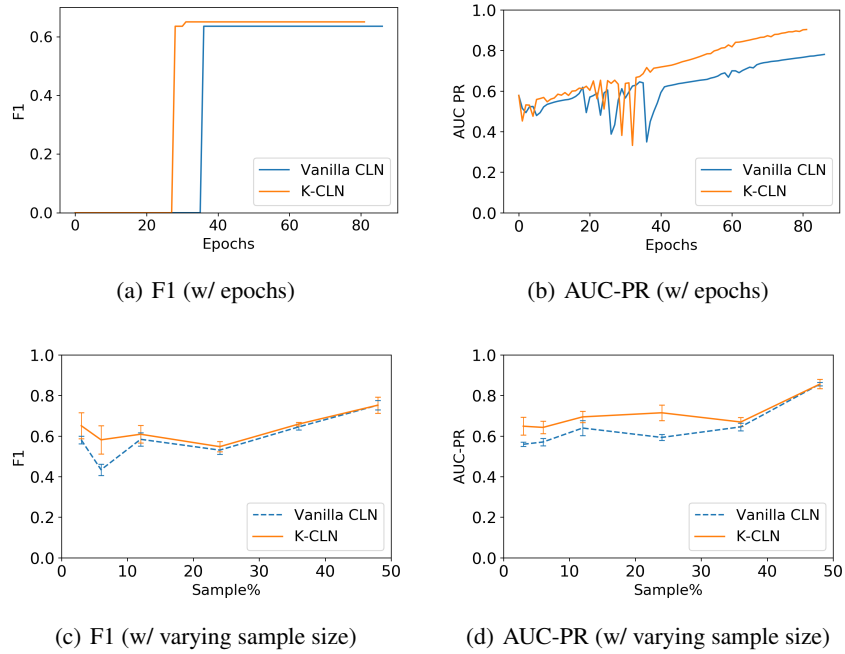 0.6
0.4
0.2
0.0
F1
0 20 40 60 80
Epochs
Vanilla CLN
K-CLN
(a) F1 (w/ epochs)
1.0
0.8
0.6
0.4
0.2
0.0
AUC PR
0 20 40 60 80
Epochs
Vanilla CLN
K-CLN
(b) AUC-PR (w/ epochs)
1.0
0.8
0.6
0.4
0.2
0.0
F1
0 10 20 30 40 50
Sample%
Vanilla CLN
K-CLN
(c) F1 (w/ varying sample size)
1.0
0.8
0.6
0.4
0.2
0.0
AUC-PR
0 10 20 30 40 50
Sample%
Vanilla CLN
K-CLN
(d) AUC-PR (w/ varying sample size)